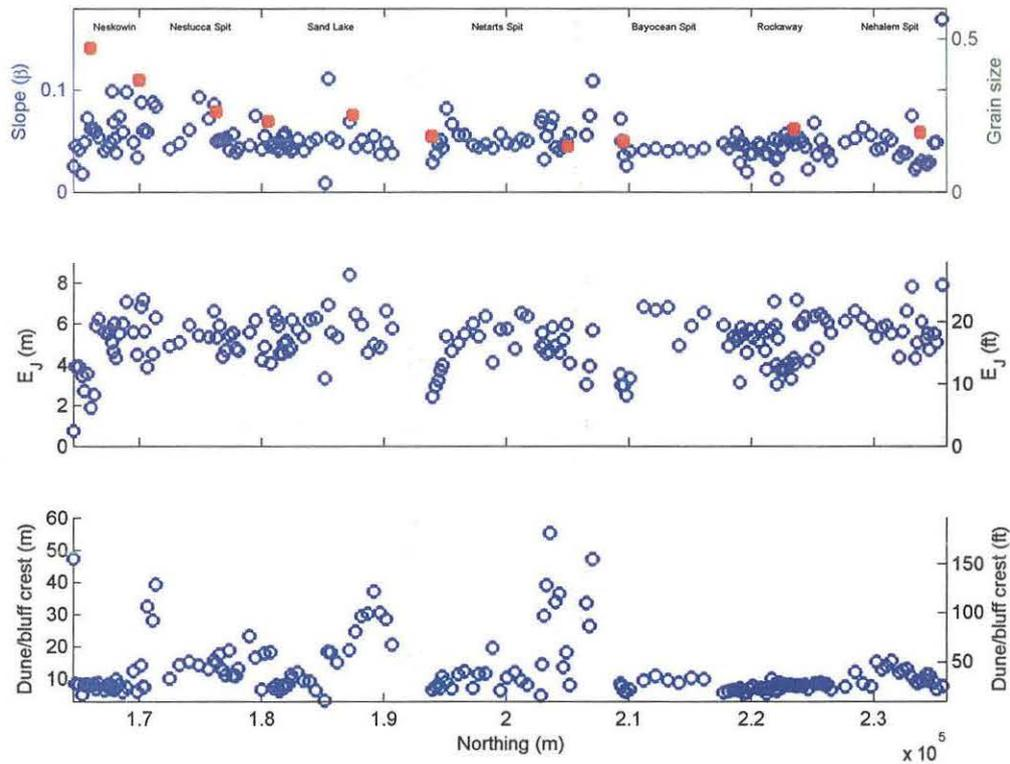 Neskowin Neslucca Spit Sand Lake Netarts Spit Bayocean Spit Rockaway Nehalem Spit
Slope (β)
0.1
0
0.5
0
Grain size
E_J (m)
8
6
4
2
0
20
10
0
E_J (ft)
Dune/bluff crest (m)
60
50
40
30
20
10
150
100
50
Dune/bluff crest (ft)
1.7 1.8 1.9 2 2.1 2.2 2.3
Northing (m)
x 10^5